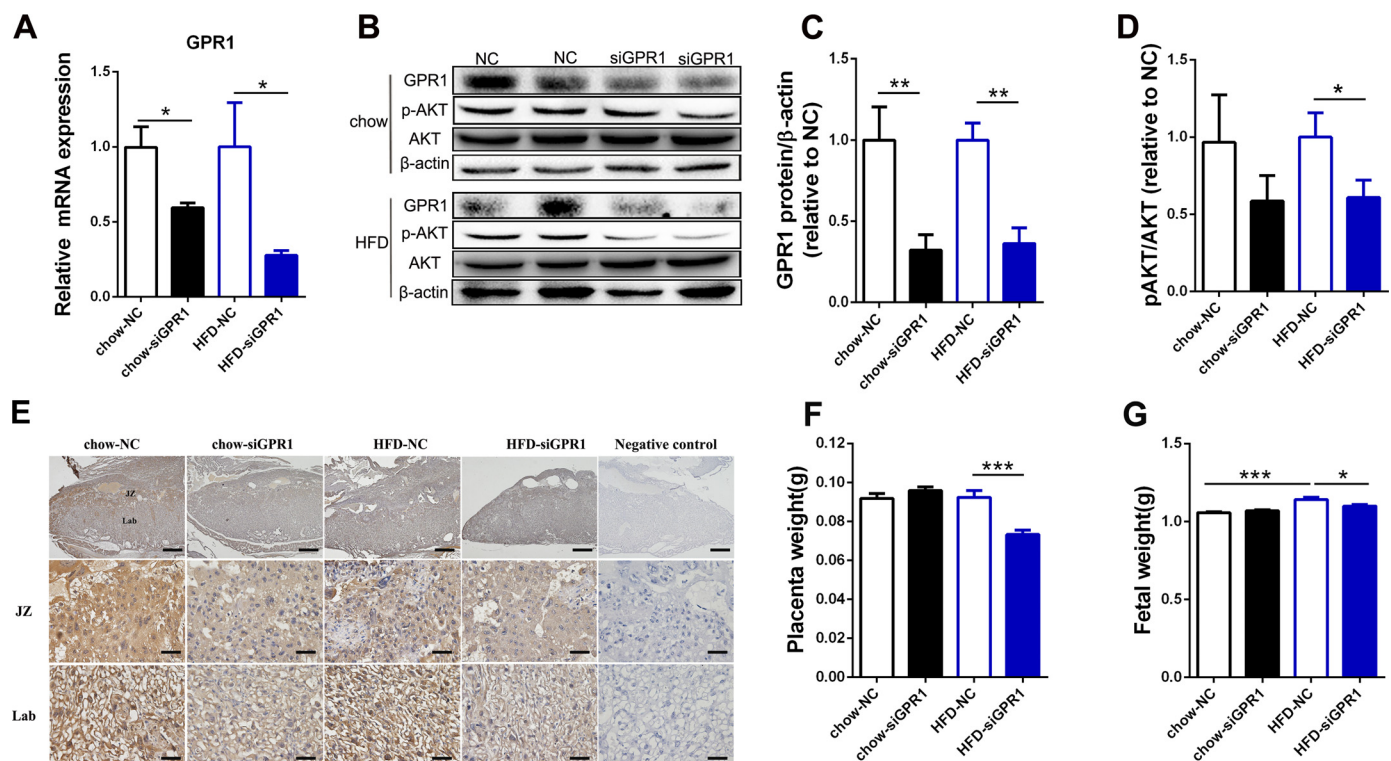 A
GPR1
Relative mRNA expression
1.5
1.0
0.5
0.0
*
*
chow-NC
chow-siGPR1
HFD-NC
HFD-siGPR1
B
NC NC siGPR1 siGPR1
chow
GPR1
p-AKT
AKT
β-actin
HFD
GPR1
p-AKT
AKT
β-actin
C
GPR1 protein/β-actin
(relative to NC)
1.5
1.0
0.5
0.0
**
**
chow-NC
chow-siGPR1
HFD-NC
HFD-siGPR1
D
pAKT/AKT (relative to NC)
1.5
1.0
0.5
0.0
*
chow-NC
chow-siGPR1
HFD-NC
HFD-siGPR1
E
chow-NC chow-siGPR1 HFD-NC HFD-siGPR1 Negative control
JZ
Lab
JZ
Lab
F
Placenta weight(g)
0.12
0.10
0.08
0.06
0.04
0.02
0.00
***
chow-NC
chow-siGPR1
HFD-NC
HFD-siGPR1
G
Fetal weight(g)
1.5
1.0
0.5
0.0
***
*
chow-NC
chow-siGPR1
HFD-NC
HFD-siGPR1